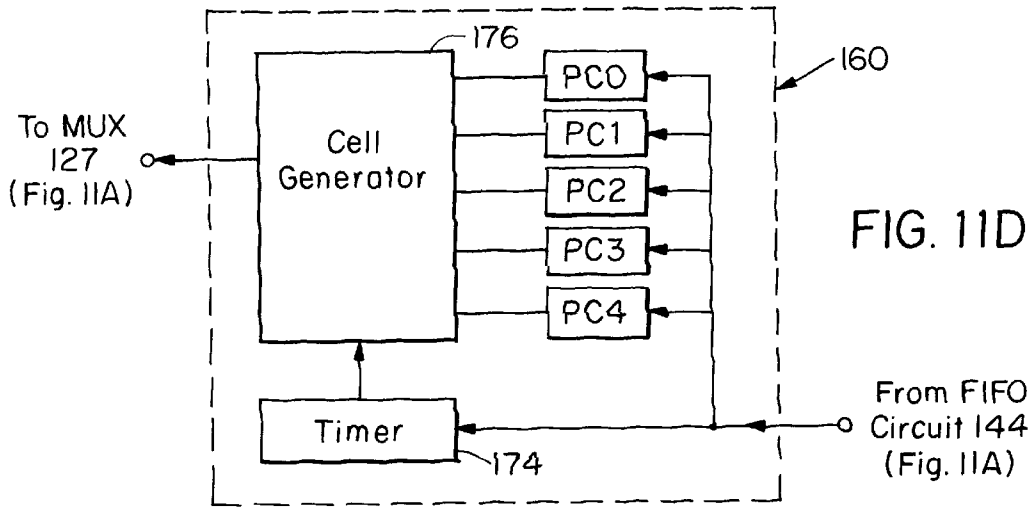 176
160
PC0
PC1
PC2
PC3
PC4
Cell
Generator
To MUX
127
(Fig. 11A)
FIG. 11D
Timer
174
From FIFO
Circuit 144
(Fig. 11A)